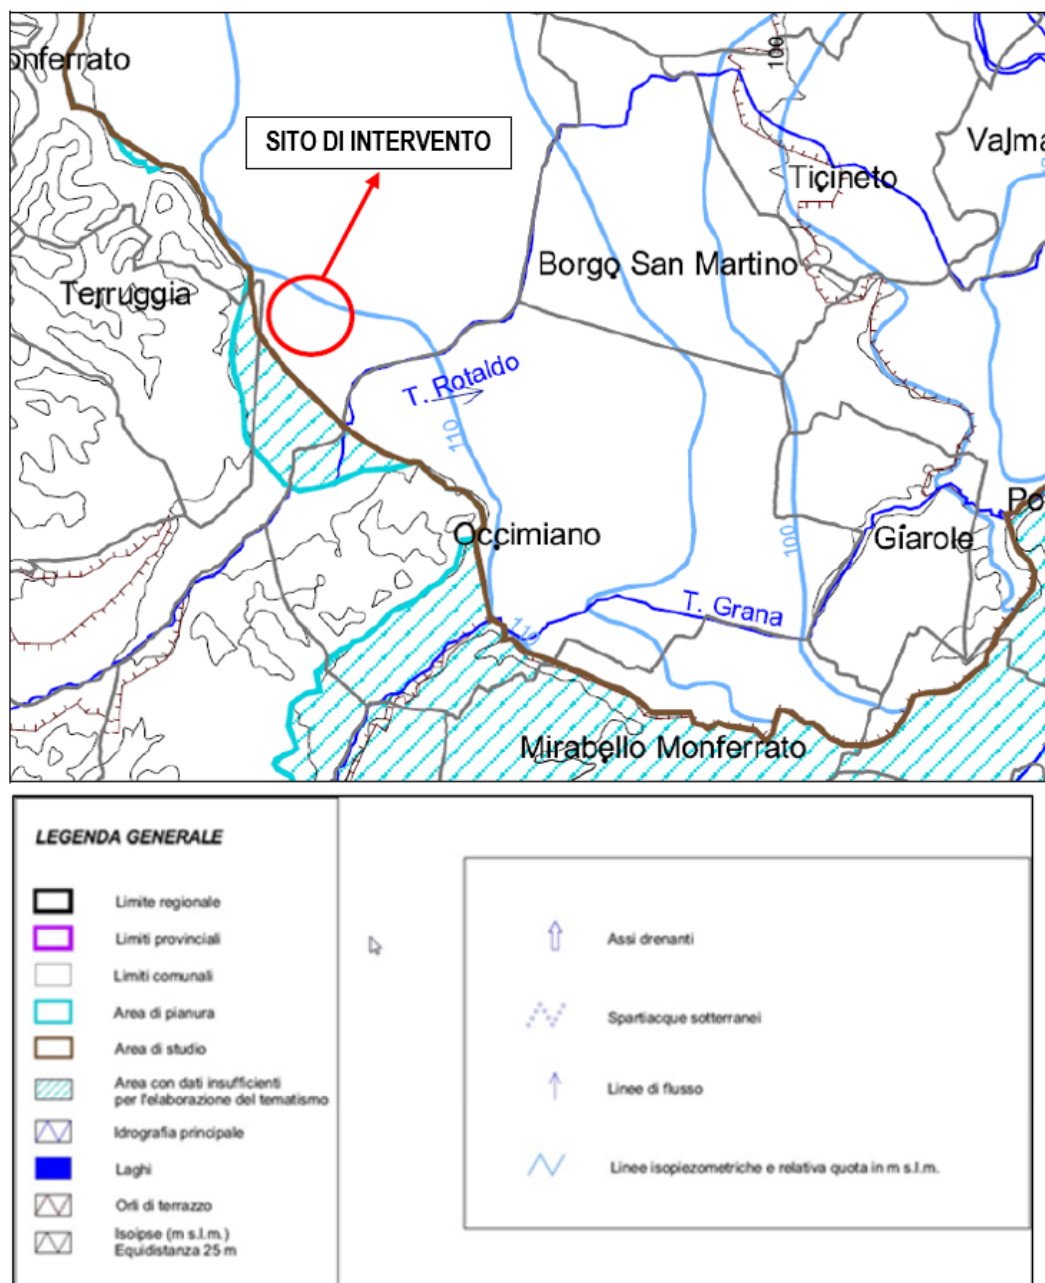 onferrato
100
SITO DI INTERVENTO
Valma
Ticineto
Borgo San Martino
Terruggia
T. Rotaldo
110
Occimiano
100
Po
Giarole
T. Grana
110
Mirabello Monferrato
LEGENDA GENERALE
Limite regionale
Limiti provinciali
Limiti comunali
Area di pianura
Area di studio
Area con dati insufficienti
per l'elaborazione del tematismo
Idrografia principale
Laghi
Orli di terrazzo
Isoipse (m s.l.m.)
Equidistanza 25 m
Assi drenanti
Spartiacque sotterranei
Linee di flusso
Linee isopiezometriche e relativa quota in m s.l.m.